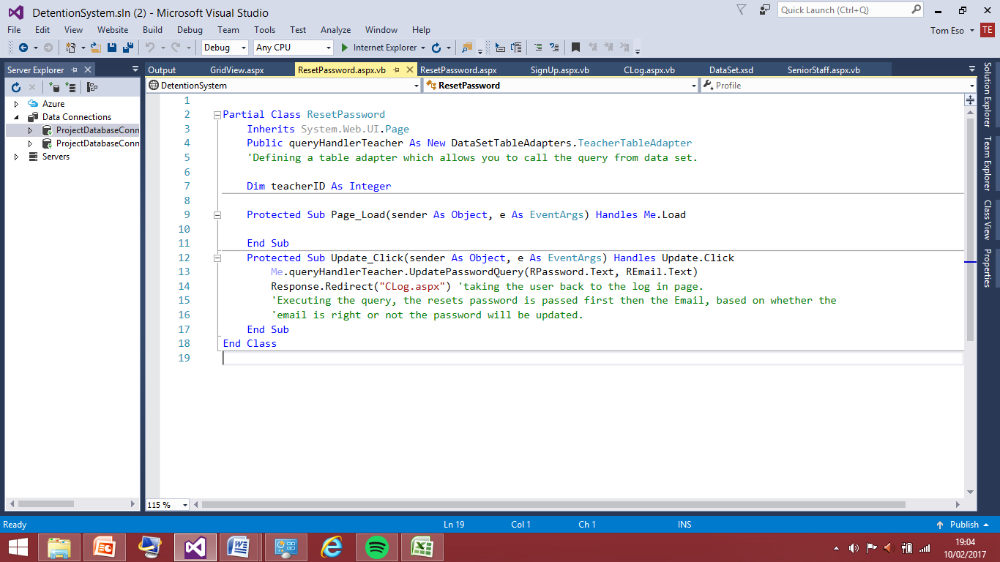 DetentionSystem.sln (2) - Microsoft Visual Studio
Quick Launch (Ctrl+Q)
File Edit View Website Build Debug Team Tools Test Analyze Window Help
Tom Eso TE
Debug Any CPU Internet Explorer
Server Explorer
Output GridView.aspx ResetPassword.aspx.vb ResetPassword.aspx SignUp.aspx.vb CLog.aspx.vb DataSet.xsd SeniorStaff.aspx.vb
DetentionSystem ResetPassword Profile
Azure
Data Connections
ProjectDatabaseConn
ProjectDatabaseConn
Servers
1
2 Partial Class ResetPassword
3 Inherits System.Web.UI.Page
4 Public queryHandlerTeacher As New DataSetTableAdapters.TeacherTableAdapter
5 'Defining a table adapter which allows you to call the query from data set.
6
7 Dim teacherID As Integer
8
9 Protected Sub Page_Load(sender As Object, e As EventArgs) Handles Me.Load
10
11 End Sub
12 Protected Sub Update_Click(sender As Object, e As EventArgs) Handles Update.Click
13 Me.queryHandlerTeacher.UpdatePasswordQuery(RPassword.Text, REmail.Text)
14 Response.Redirect("CLog.aspx") 'taking the user back to the log in page.
15 'Executing the query, the resets password is passed first then the Email, based on whether the
16 'email is right or not the password will be updated.
17 End Sub
18 End Class
19
Solution Explorer
Team Explorer
Class View
Properties
115 %
Ready Ln 19 Col 1 Ch 1 INS Publish
19:04
10/02/2017